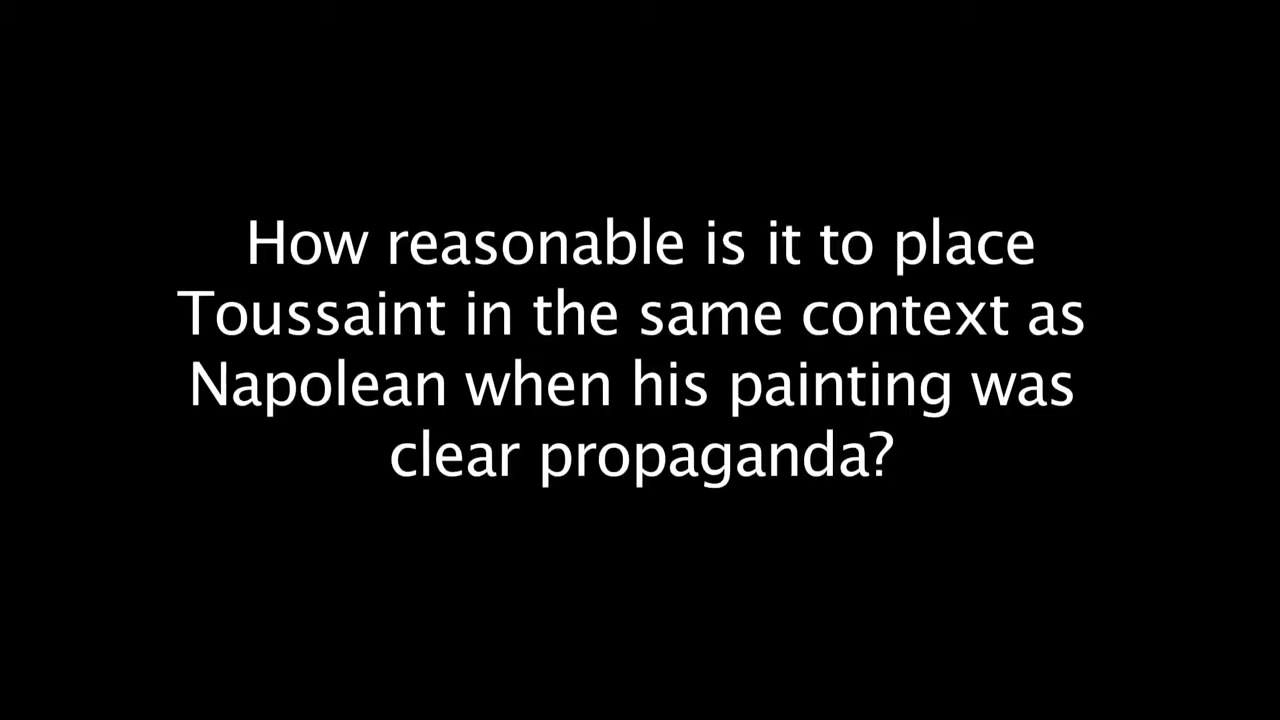 How reasonable is it to place
Toussaint in the same context as
Napolean when his painting was
clear propaganda?